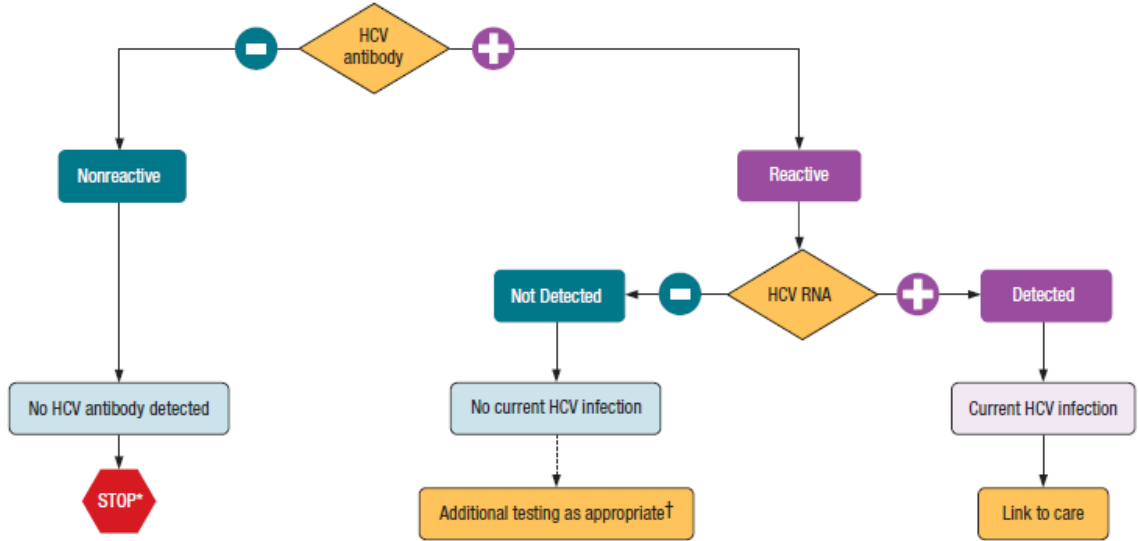 HCV
antibody
Nonreactive
Reactive
Not Detected
HCV RNA
Detected
No HCV antibody detected
No current HCV infection
Current HCV infection
STOP*
Additional testing as appropriate†
Link to care